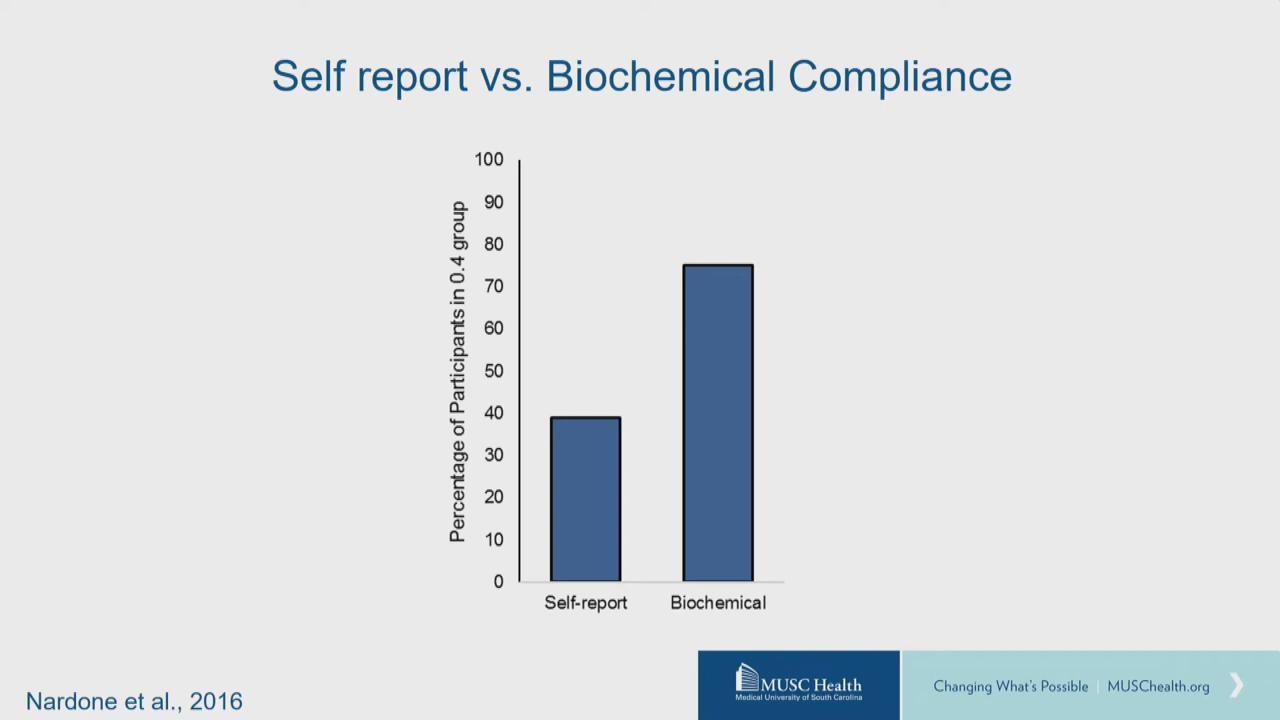 Self report vs. Biochemical Compliance
Percentage of Participants in 0.4 group
100
90
80
70
60
50
40
30
20
10
0
Self-report
Biochemical
Nardone et al., 2016
MUSC Health
Medical University of South Carolina
Changing What's Possible | MUSChealth.org